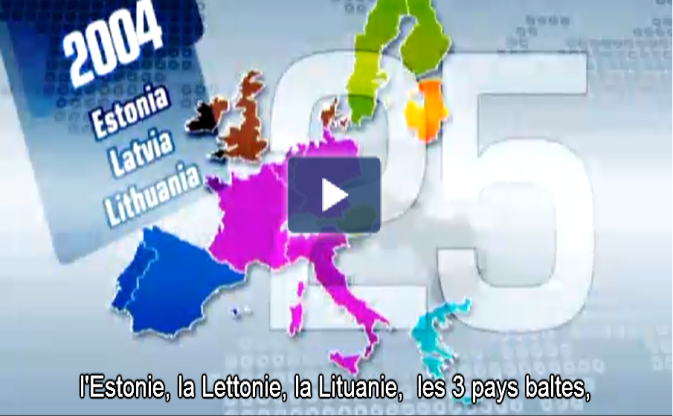 2004
Estonia
Latvia
Lithuania
25
l'Estonie, la Lettonie, la Lituanie, les 3 pays baltes,